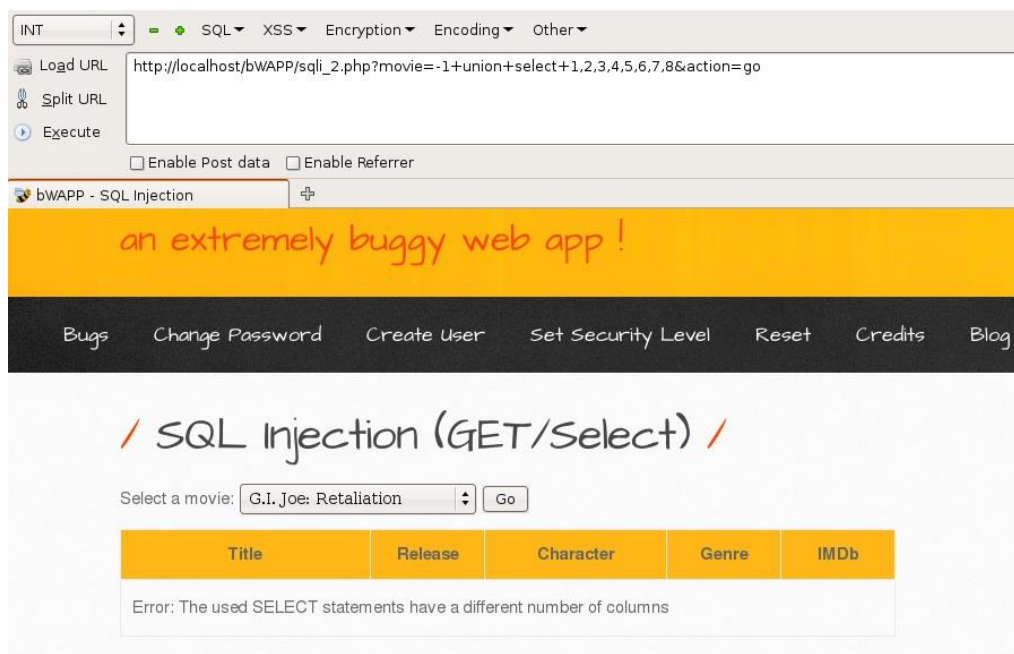 INT SQL XSS Encryption Encoding Other
Load URL http://localhost/bWAPP/sqli_2.php?movie=-1+union+select+1,2,3,4,5,6,7,8&action=go
Split URL
Execute
Enable Post data Enable Referrer
bWAPP - SQL Injection
an extremely buggy web app !
Bugs Change Password Create User Set Security Level Reset Credits Blog
/ SQL Injection (GET/Select) /
Select a movie: G.I. Joe: Retaliation Go
Title Release Character Genre IMDb
Error: The used SELECT statements have a different number of columns